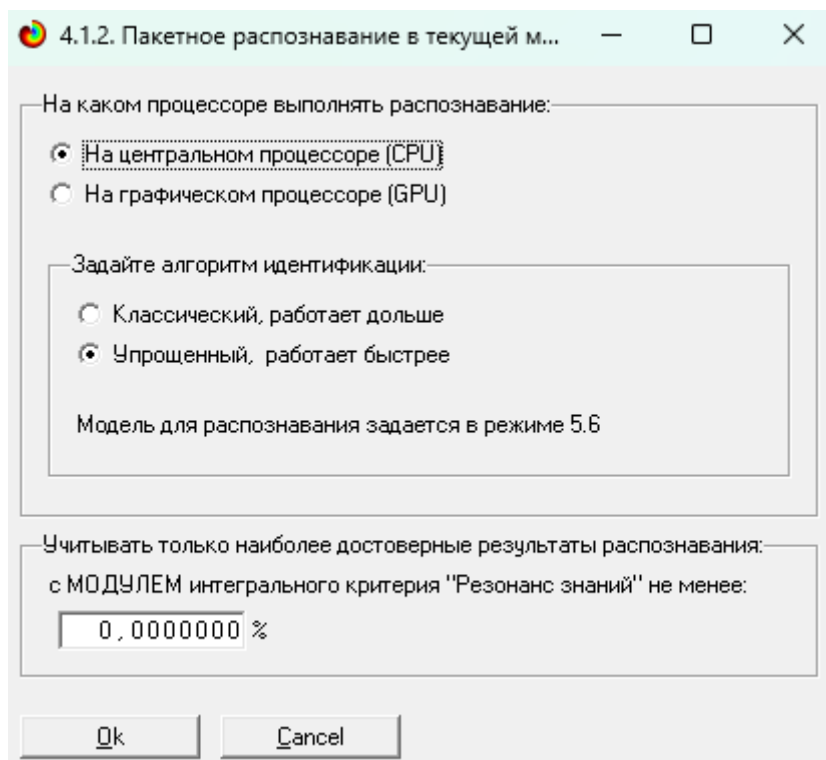 4.1.2. Пакетное распознавание в текущей м...
На каком процессоре выполнять распознавание:
На центральном процессоре (CPU)
На графическом процессоре (GPU)
Задайте алгоритм идентификации:
Классический, работает дольше
Упрощенный, работает быстрее
Модель для распознавания задается в режиме 5.6
Учитывать только наиболее достоверные результаты распознавания:
с МОДУЛЕМ интегрального критерия "Резонанс знаний" не менее:
0,0000000 %
Ok Cancel